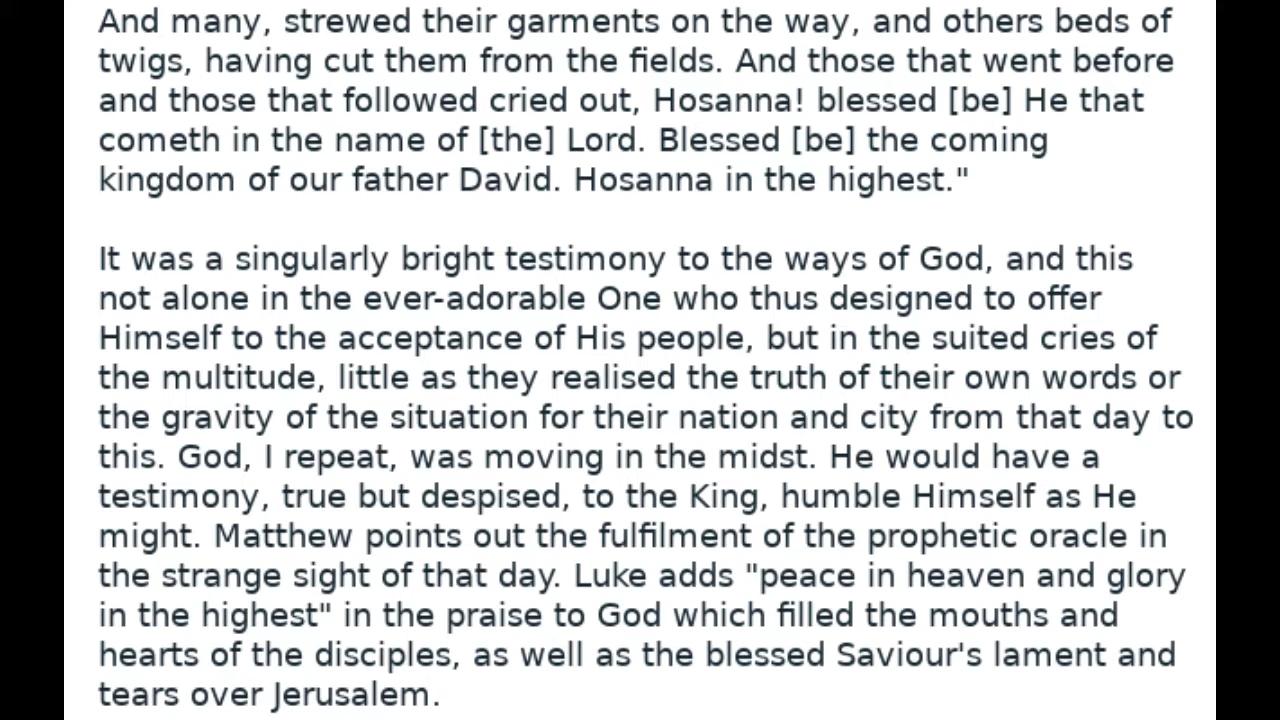 And many, strewed their garments on the way, and others beds of
twigs, having cut them from the fields. And those that went before
and those that followed cried out, Hosanna! blessed [be] He that
cometh in the name of [the] Lord. Blessed [be] the coming
kingdom of our father David. Hosanna in the highest."
It was a singularly bright testimony to the ways of God, and this
not alone in the ever-adorable One who thus designed to offer
Himself to the acceptance of His people, but in the suited cries of
the multitude, little as they realised the truth of their own words or
the gravity of the situation for their nation and city from that day to
this. God, I repeat, was moving in the midst. He would have a
testimony, true but despised, to the King, humble Himself as He
might. Matthew points out the fulfilment of the prophetic oracle in
the strange sight of that day. Luke adds "peace in heaven and glory
in the highest" in the praise to God which filled the mouths and
hearts of the disciples, as well as the blessed Saviour's lament and
tears over Jerusalem.